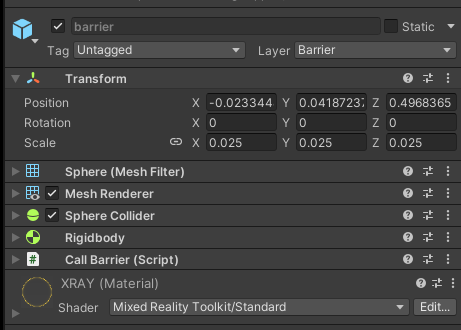 barrier Static
Tag Untagged Layer Barrier
Transform
Position X -0.023344 Y 0.04187237 Z 0.4968365
Rotation X 0 Y 0 Z 0
Scale X 0.025 Y 0.025 Z 0.025
Sphere (Mesh Filter)
Mesh Renderer
Sphere Collider
Rigidbody
# Call Barrier (Script)
XRAY (Material)
Shader Mixed Reality Toolkit/Standard Edit...